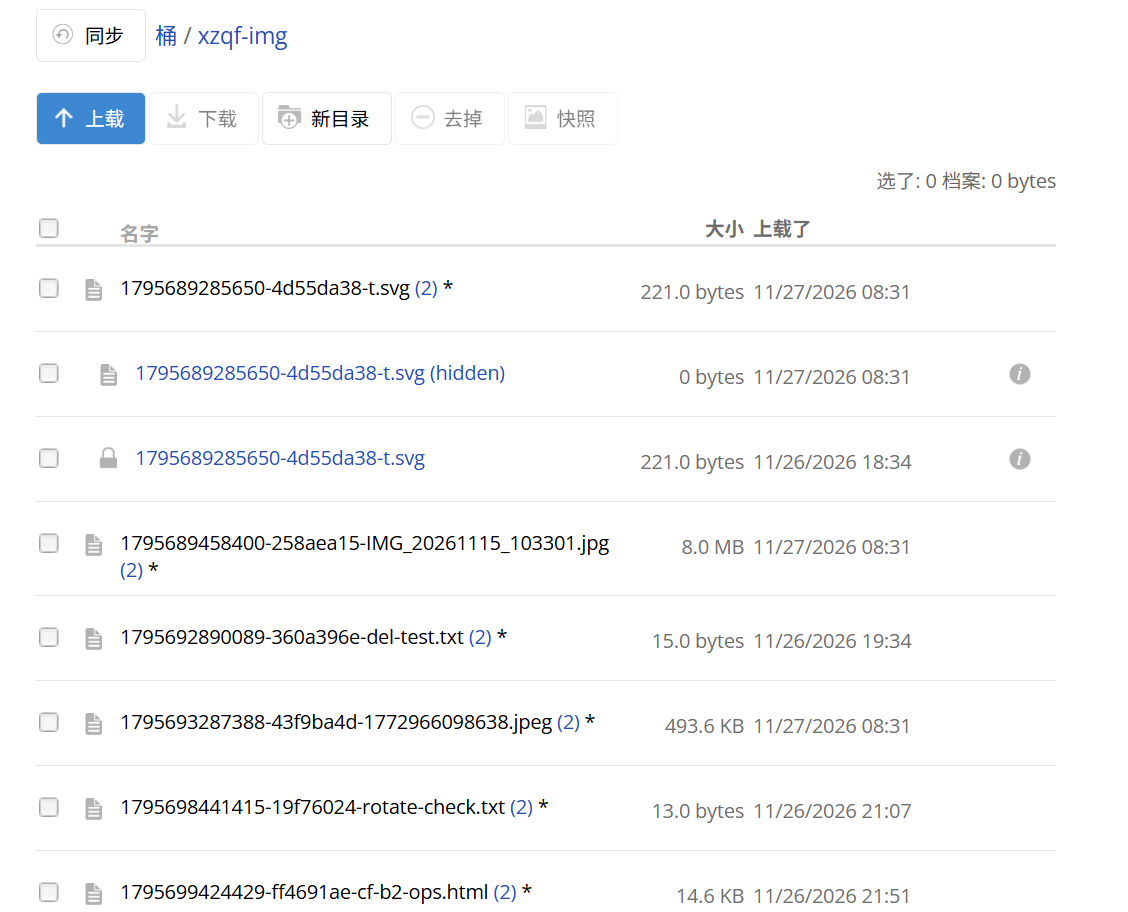 同步 桶 / xzqf-img
上载 下载 新目录 去掉 快照
选了: 0 档案: 0 bytes
名字 大小 上载了
1795689285650-4d55da38-t.svg (2) * 221.0 bytes 11/27/2026 08:31
1795689285650-4d55da38-t.svg (hidden) 0 bytes 11/27/2026 08:31
1795689285650-4d55da38-t.svg 221.0 bytes 11/26/2026 18:34
1795689458400-258aea15-IMG_20261115_103301.jpg 8.0 MB 11/27/2026 08:31
(2) *
1795692890089-360a396e-del-test.txt (2) * 15.0 bytes 11/26/2026 19:34
1795693287388-43f9ba4d-1772966098638.jpeg (2) * 493.6 KB 11/27/2026 08:31
1795698441415-19f76024-rotate-check.txt (2) * 13.0 bytes 11/26/2026 21:07
1795699424429-ff4691ae-cf-b2-ops.html (2) * 14.6 KB 11/26/2026 21:51